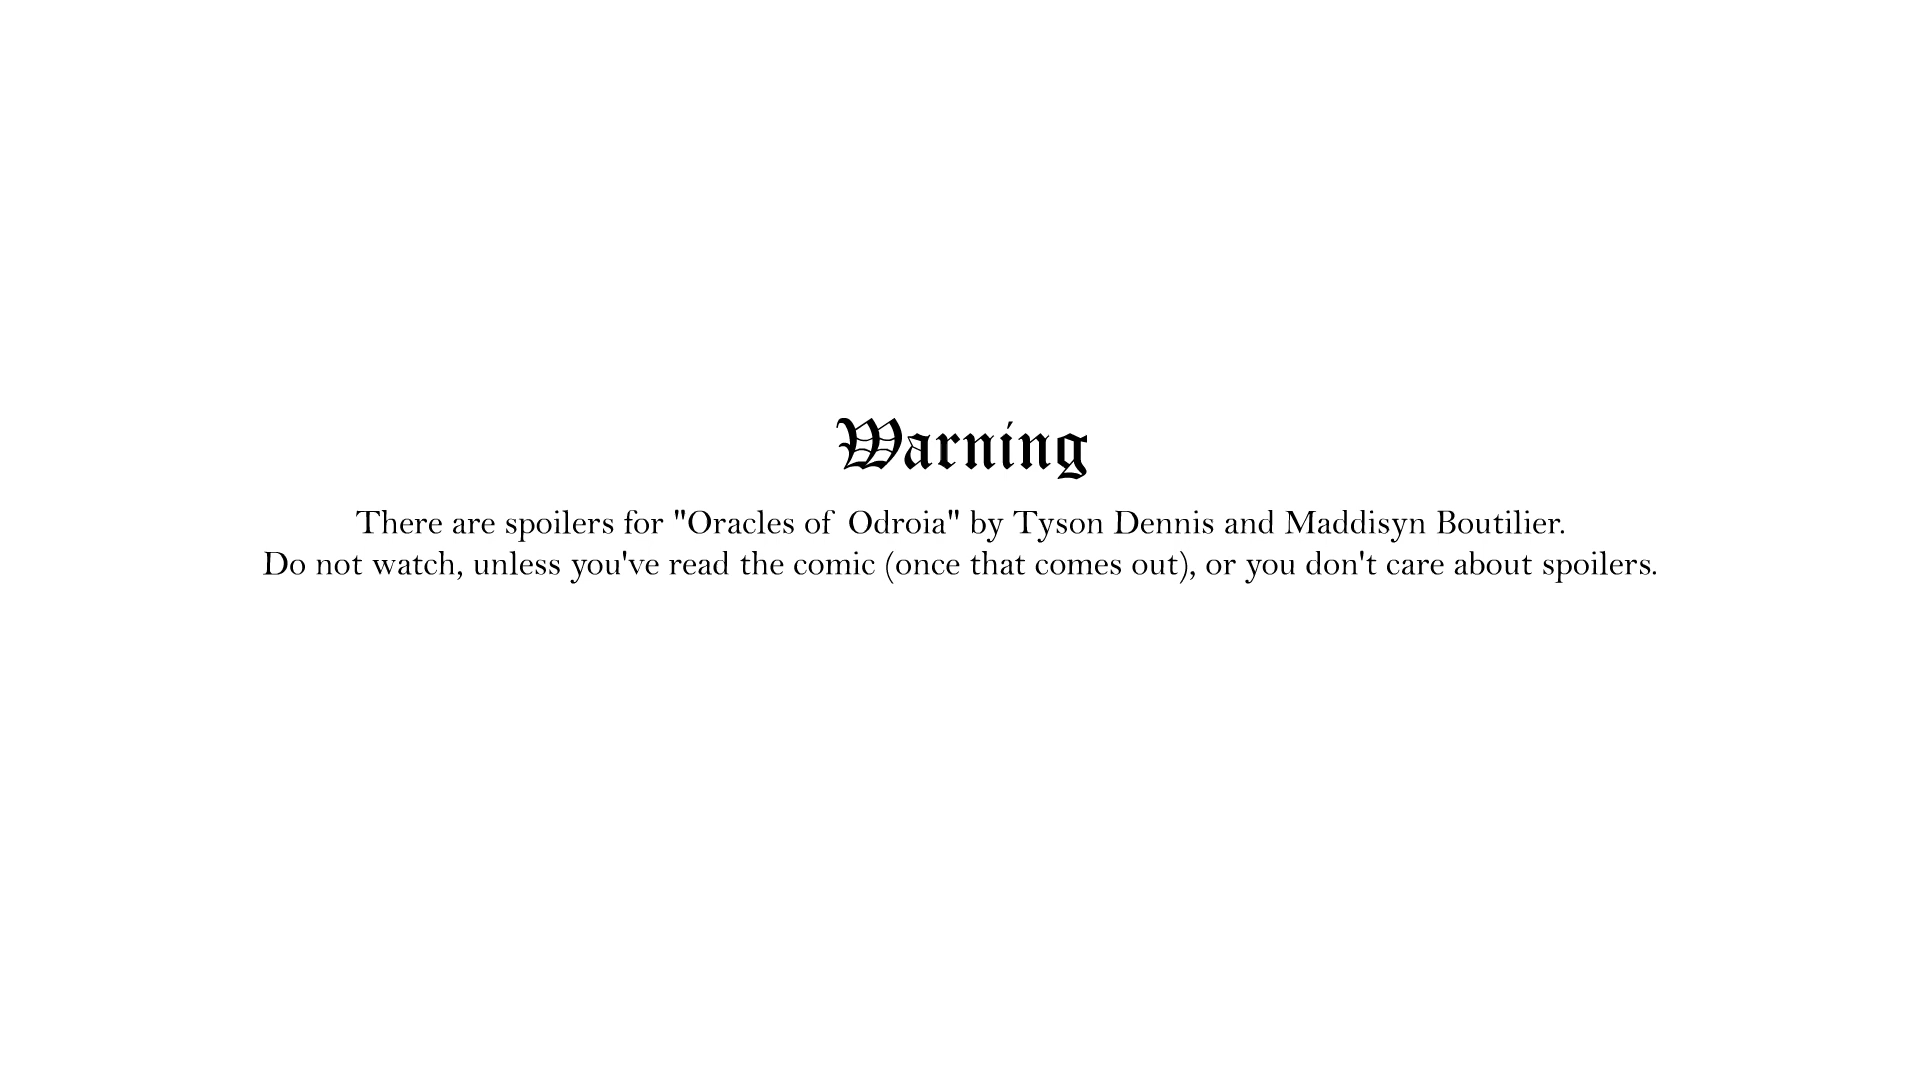 Warning
There are spoilers for "Oracles of Odroia" by Tyson Dennis and Maddisyn Boutilier.
Do not watch, unless you've read the comic (once that comes out), or you don't care about spoilers.